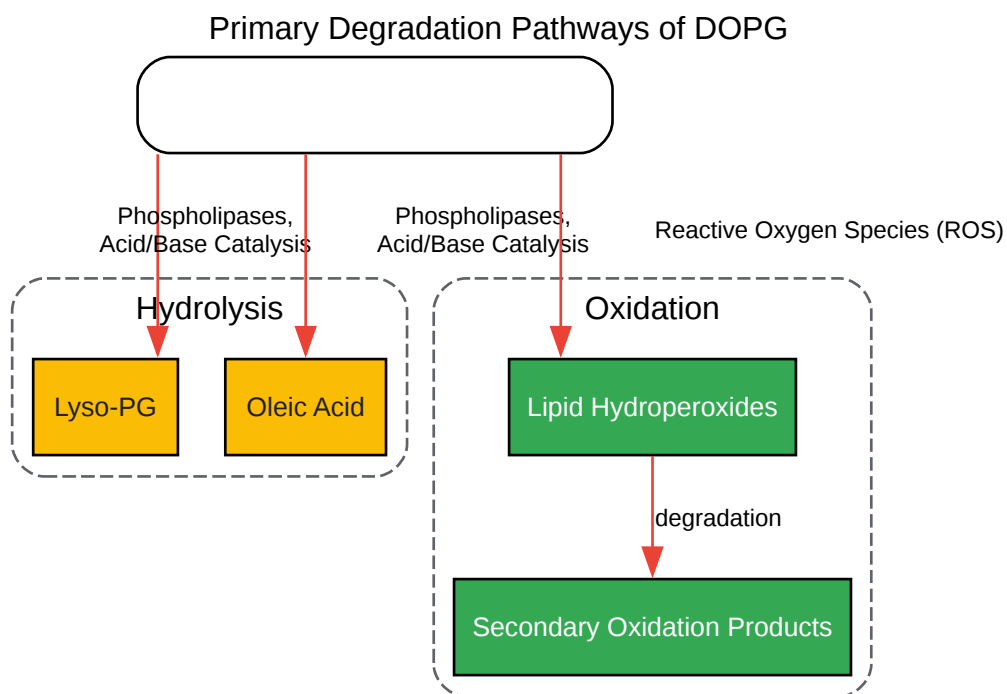 Primary Degradation Pathways of DOPG
Phospholipases,
Acid/Base Catalysis
Phospholipases,
Acid/Base Catalysis
Reactive Oxygen Species (ROS)
Hydrolysis
Oxidation
Lyso-PG
Oleic Acid
Lipid Hydroperoxides
degradation
Secondary Oxidation Products